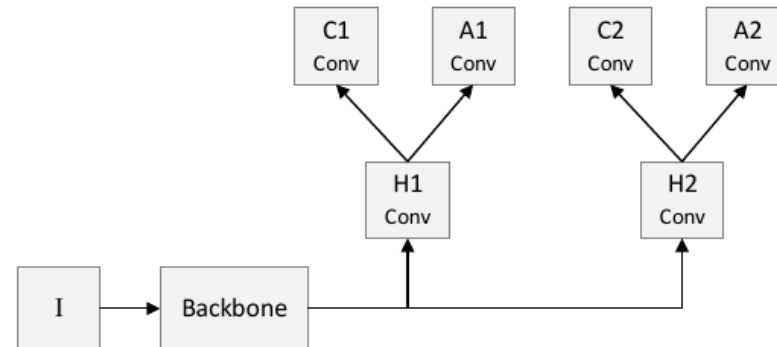 C1
Conv
A1
Conv
C2
Conv
A2
Conv
H1
Conv
H2
Conv
I
Backbone